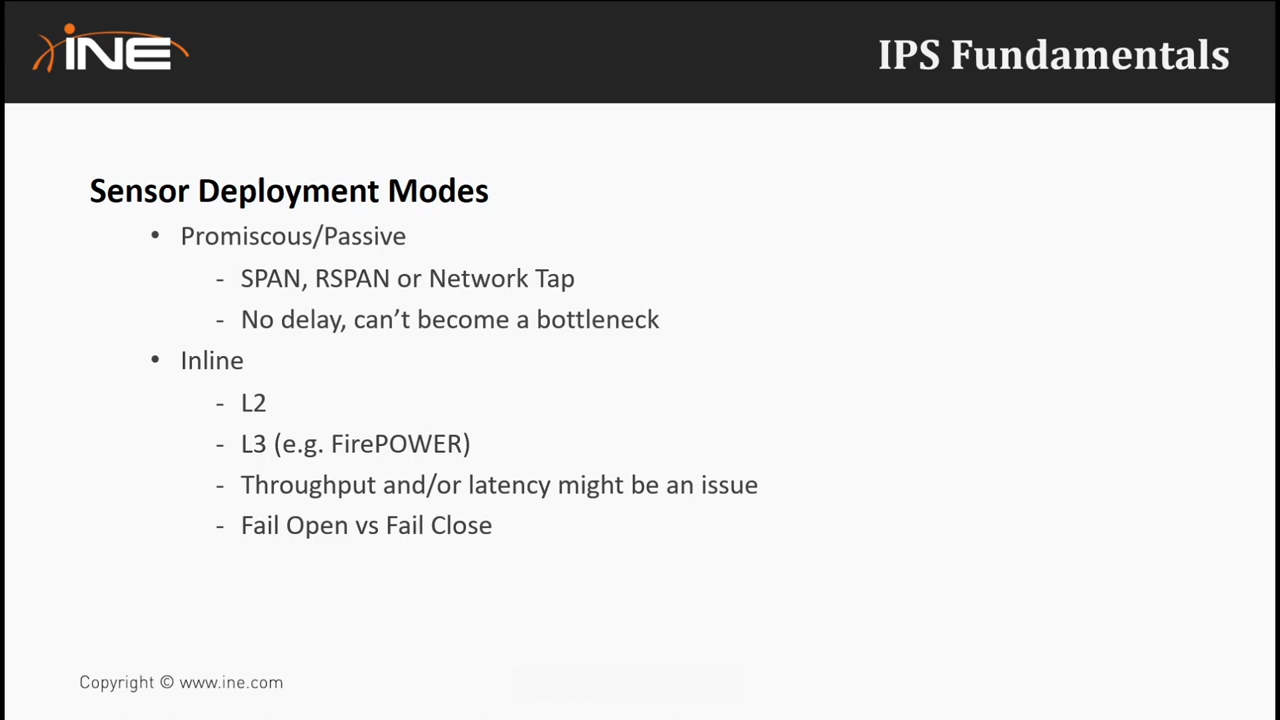 INE
IPS Fundamentals
Sensor Deployment Modes
• Promiscous/Passive
- SPAN, RSPAN or Network Tap
- No delay, can’t become a bottleneck
• Inline
- L2
- L3 (e.g. FirePOWER)
- Throughput and/or latency might be an issue
- Fail Open vs Fail Close
Copyright © www.ine.com